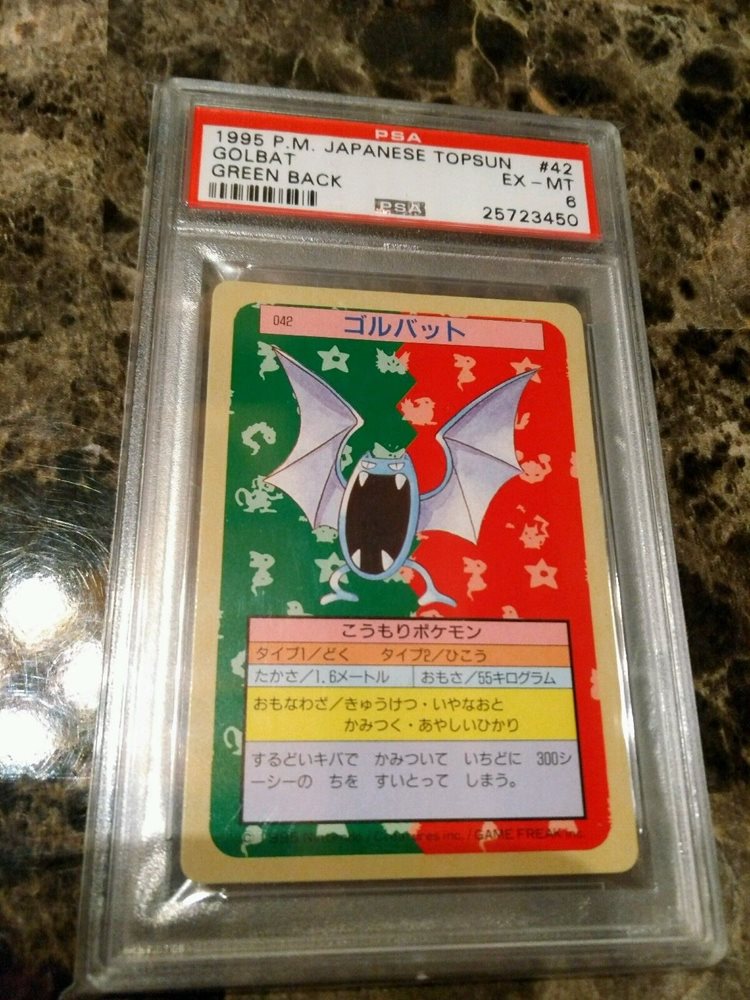 PSA
1995 P.M. JAPANESE TOPSUN #42
GOLBAT EX-MT
GREEN BACK 6
PSA 25723450
042 ゴルバット
こうもりポケモン
タイプ1/どく タイプ2/ひこう
たかさ/1.6メートル おもさ/55キログラム
おもなわざ/きゅうけつ・いやなおと
かみつく・あやしいひかり
するどいキバで かみついて いちどに 300シ
ーシーの ちを すいとって しまう。
inc. / GAME FREAK inc.